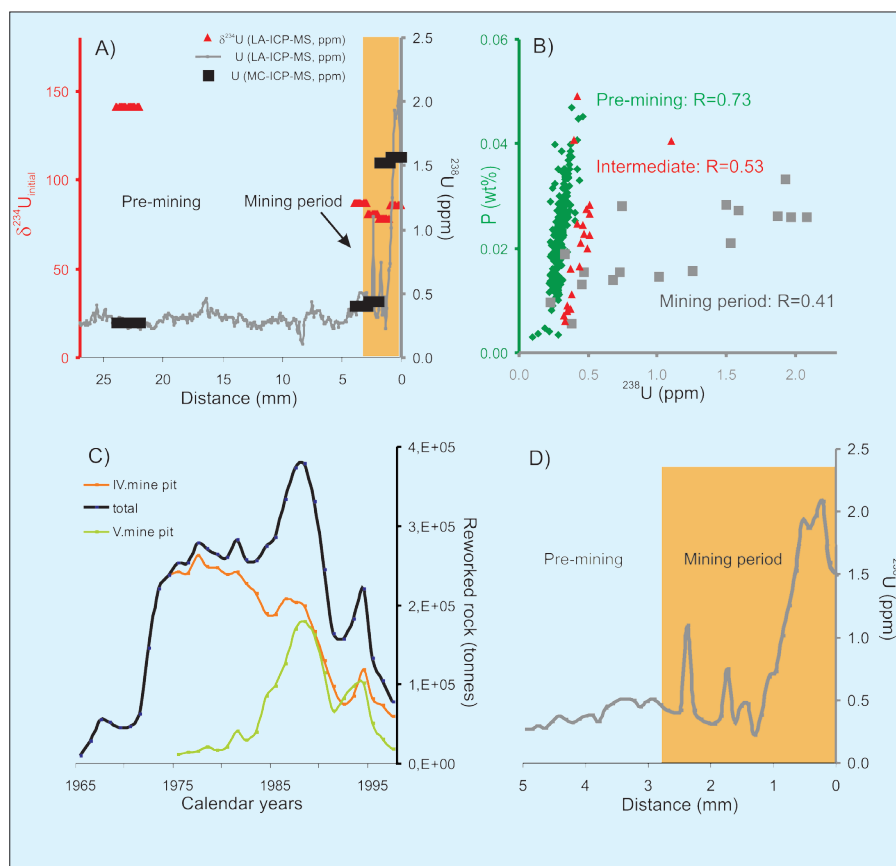 A)
δ²³⁴U (LA-ICP-MS, ppm)
U (LA-ICP-MS, ppm)
U (MC-ICP-MS, ppm)
150
100
50
0
δ²³⁴U initial
Pre-mining
Mining period
2.5
2.0
1.5
1.0
0.5
0.0
²³⁸U (ppm)
25 20 15 10 5 0
Distance (mm)
B)
0.06
0.04
0.02
0.00
P (wt%)
Pre-mining: R=0.73
Intermediate: R=0.53
Mining period: R=0.41
0.0 0.5 1.0 1.5 2.0
²³⁸U (ppm)
C)
IV.mine pit
total
V.mine pit
4,E+05
3,E+05
2,E+05
1,E+05
0,E+00
Reworked rock (tonnes)
1965 1975 1985 1995
Calendar years
D)
Pre-mining
Mining period
2.5
2.0
1.5
1.0
0.5
0.0
U (ppm)
5 4 3 2 1 0
Distance (mm)